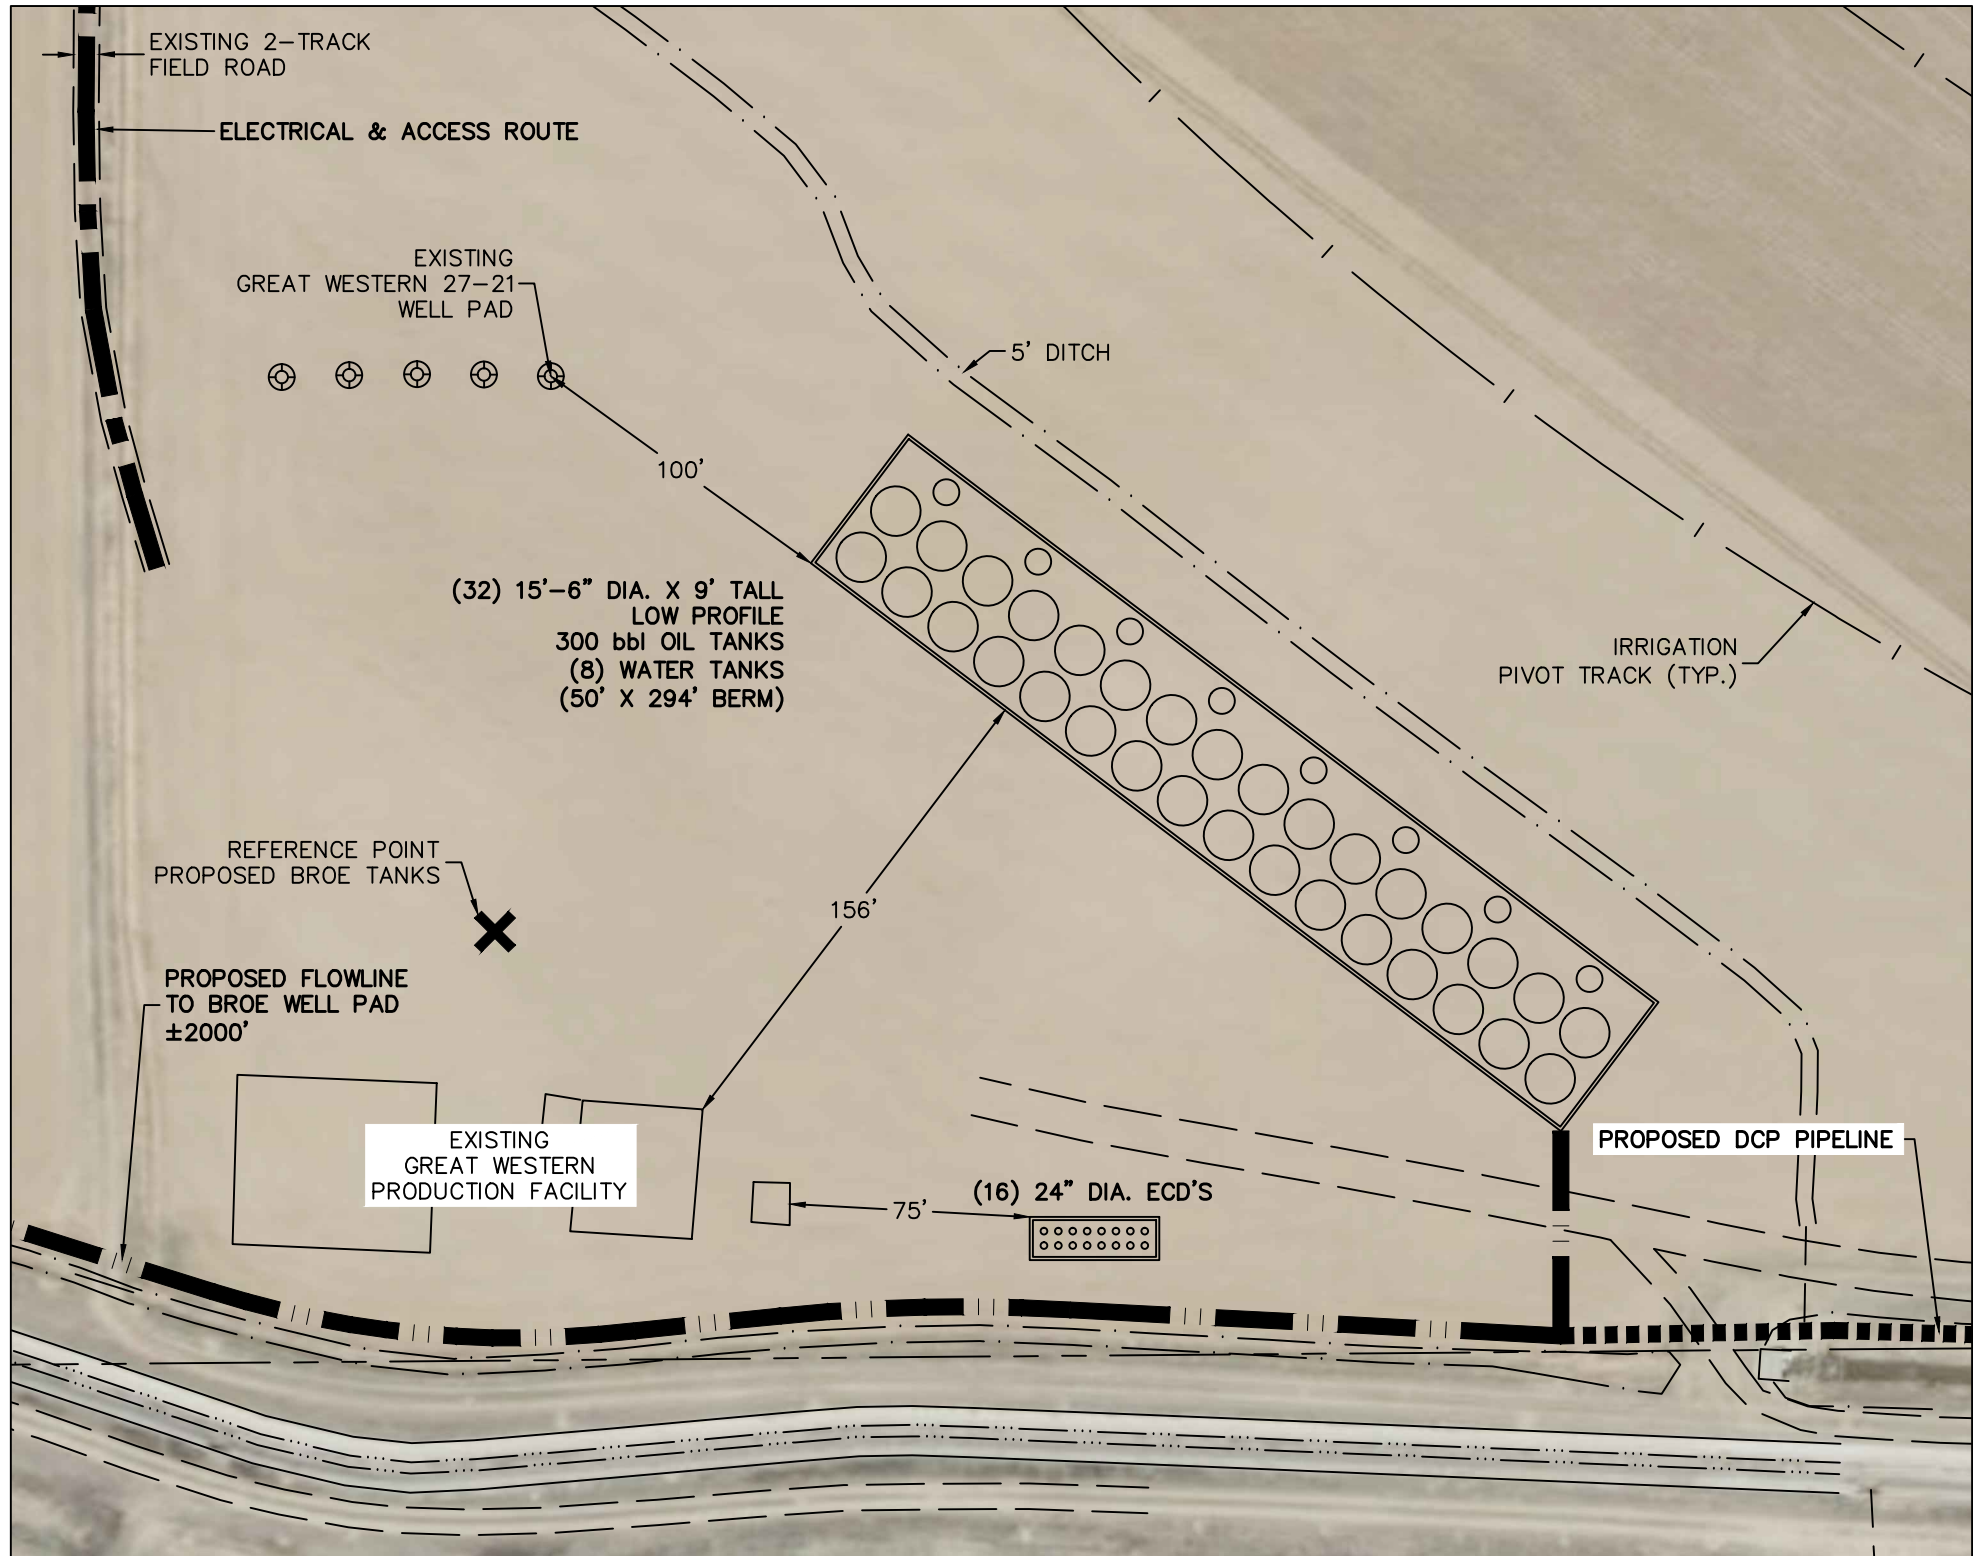 EXISTING 2-TRACK
FIELD ROAD
ELECTRICAL & ACCESS ROUTE
EXISTING
GREAT WESTERN 27-21
WELL PAD
5' DITCH
100'
(32) 15'-6" DIA. X 9' TALL
LOW PROFILE
300 bbl OIL TANKS
(8) WATER TANKS
(50' X 294' BERM)
IRRIGATION
PIVOT TRACK (TYP.)
REFERENCE POINT
PROPOSED BROE TANKS
156'
PROPOSED FLOWLINE
TO BROE WELL PAD
±2000'
EXISTING
GREAT WESTERN
PRODUCTION FACILITY
PROPOSED DCP PIPELINE
(16) 24" DIA. ECD'S
75'